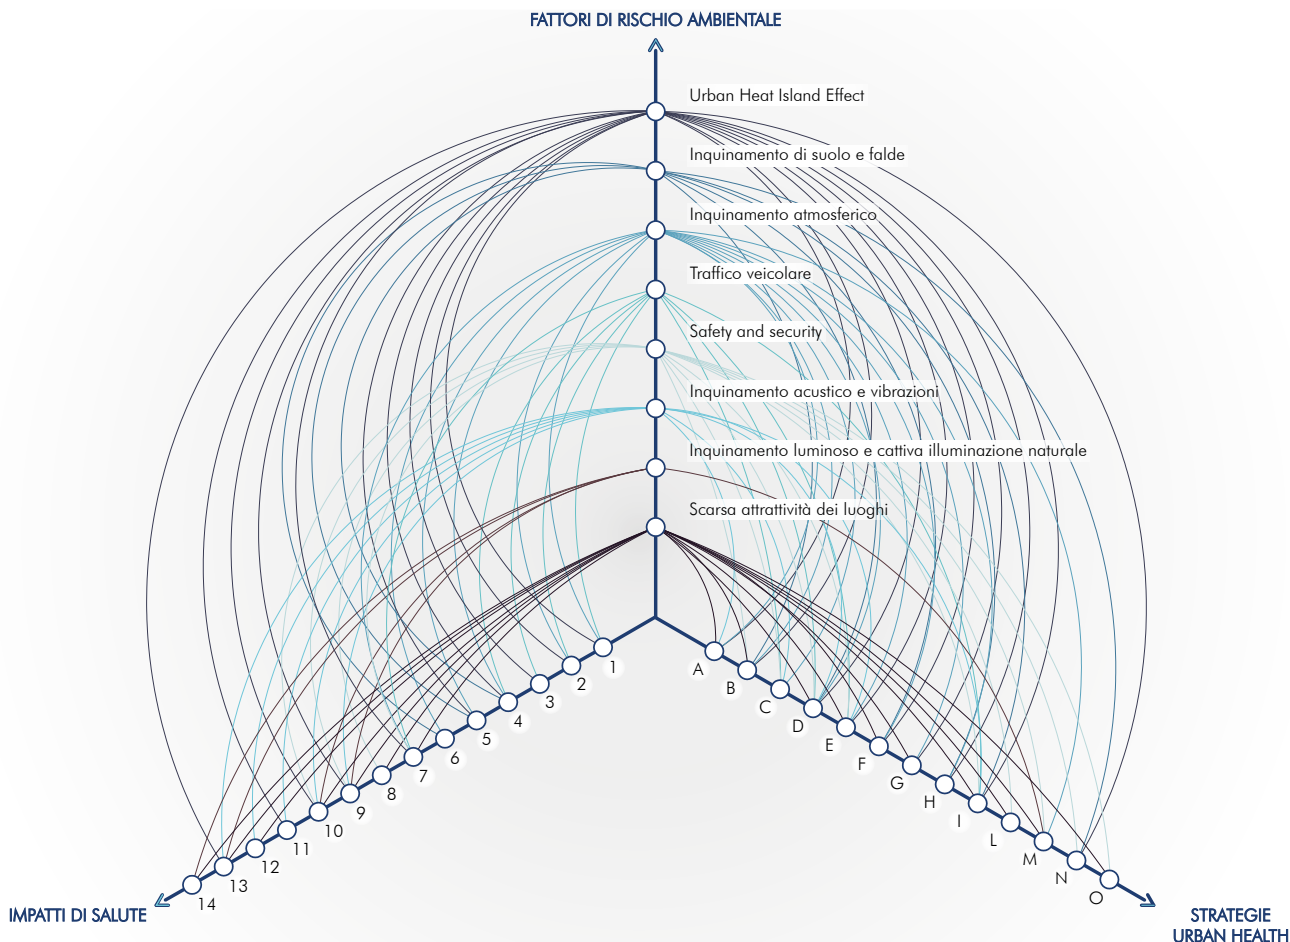 FATTORI DI RISCHIO AMBIENTALE
Urban Heat Island Effect
Inquinamento di suolo e falde
Inquinamento atmosferico
Traffico veicolare
Safety and security
Inquinamento acustico e vibrazioni
Inquinamento luminoso e cattiva illuminazione naturale
Scarsa attrattività dei luoghi
1
2
3
4
5
6
7
8
9
10
11
12
13
14
A
B
C
D
E
F
G
H
I
L
M
N
O
IMPATTI DI SALUTE
STRATEGIE
URBAN HEALTH